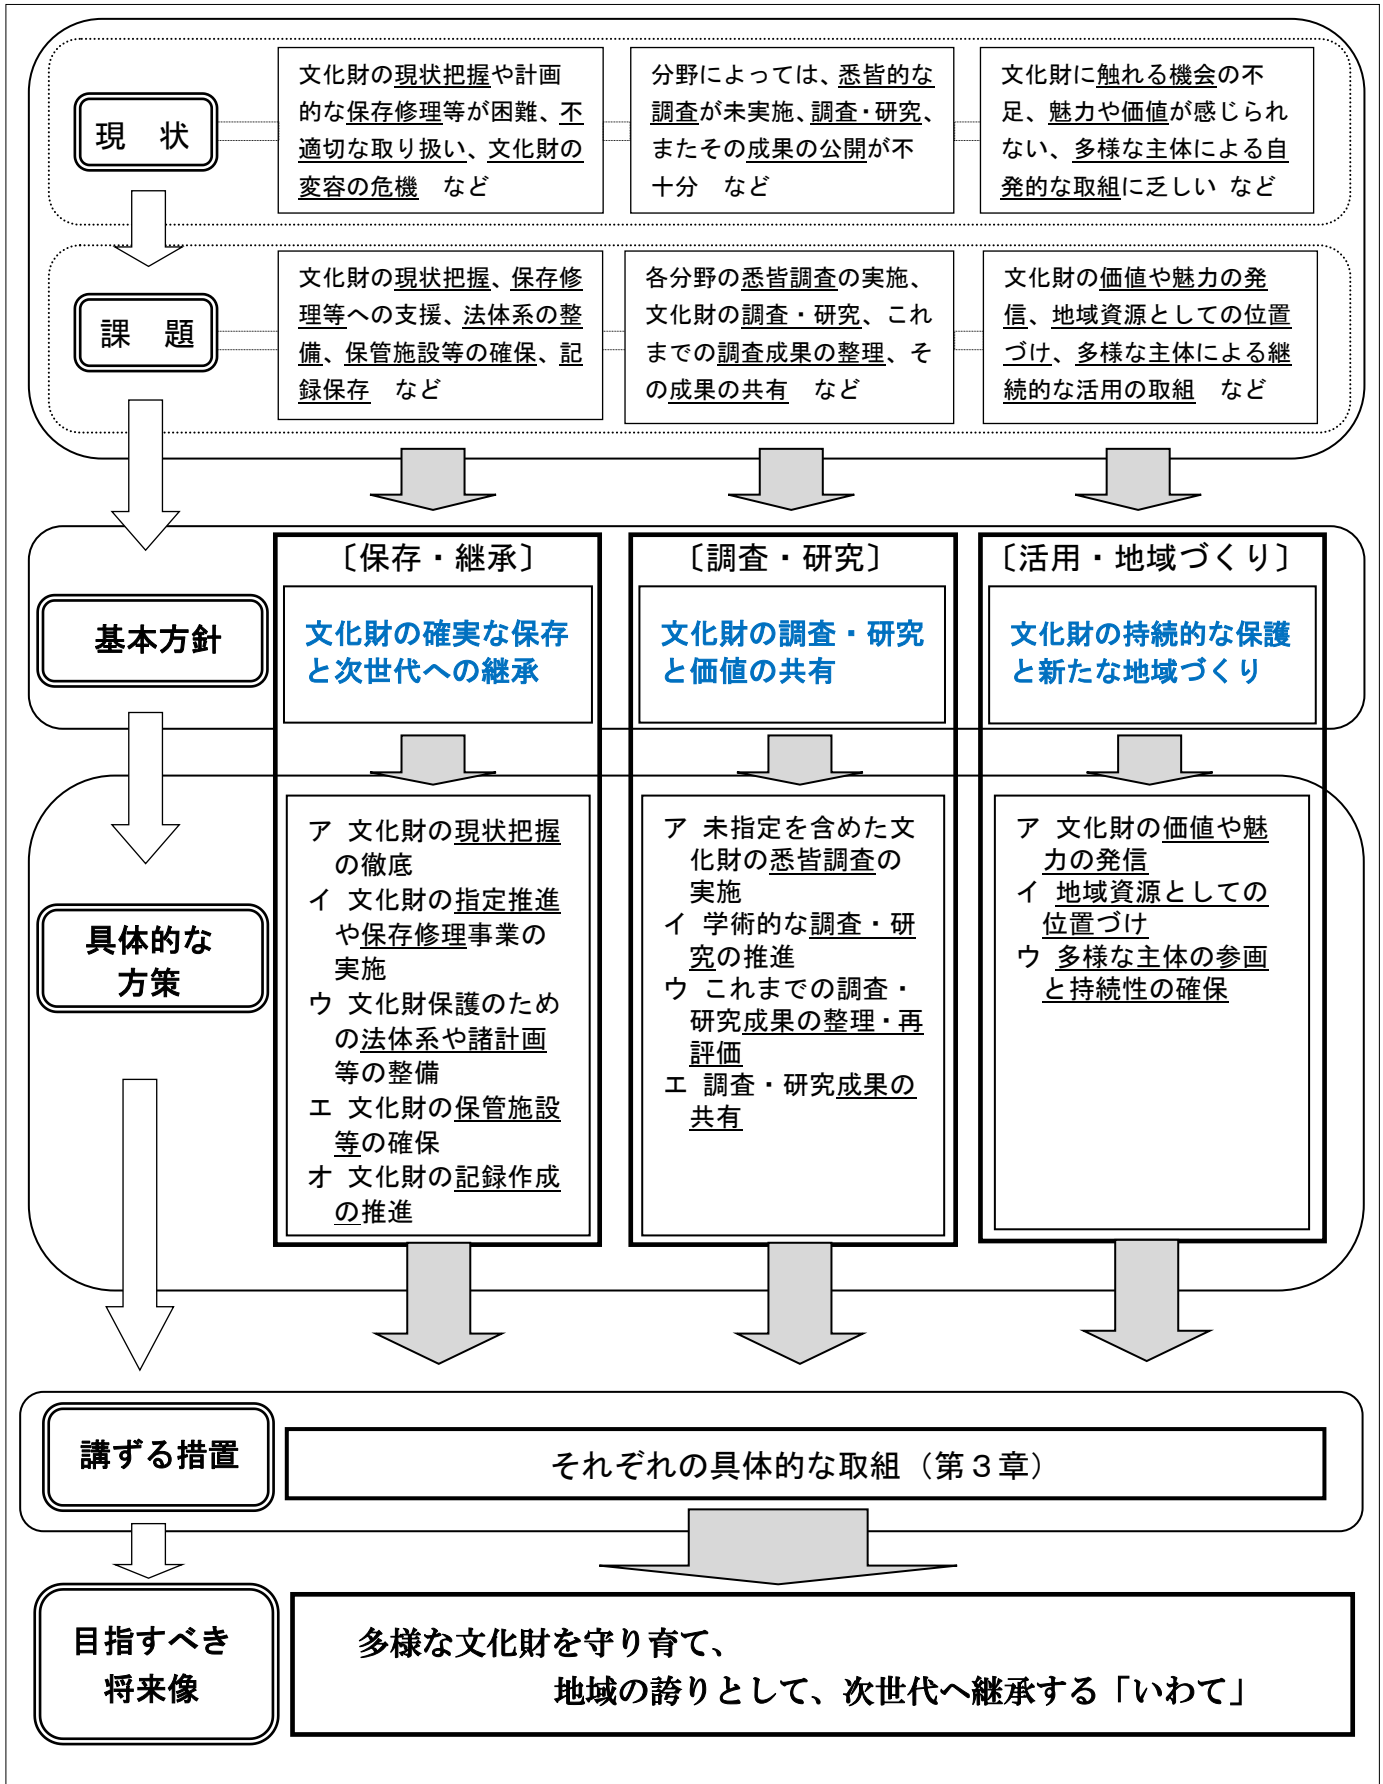 現　状
文化財の現状把握や計画
的な保存修理等が困難、不
適切な取り扱い、文化財の
変容の危機　など
分野によっては、悉皆的な
調査が未実施、調査・研究、
またその成果の公開が不
十分　など
文化財に触れる機会の不
足、魅力や価値が感じられ
ない、多様な主体による自
発的な取組に乏しい など
課　題
文化財の現状把握、保存修
理等への支援、法体系の整
備、保管施設等の確保、記
録保存　など
各分野の悉皆調査の実施、
文化財の調査・研究、これ
までの調査成果の整理、そ
の成果の共有　など
文化財の価値や魅力の発
信、地域資源としての位置
づけ、多様な主体による継
続的な活用の取組　など
基本方針
〔保存・継承〕
文化財の確実な保存
と次世代への継承
〔調査・研究〕
文化財の調査・研究
と価値の共有
〔活用・地域づくり〕
文化財の持続的な保護
と新たな地域づくり
具体的な
方策
ア 文化財の現状把握
の徹底
イ 文化財の指定推進
や保存修理事業の
実施
ウ 文化財保護のため
の法体系や諸計画
等の整備
エ 文化財の保管施設
等の確保
オ 文化財の記録作成
の推進
ア 未指定を含めた文
化財の悉皆調査の
実施
イ 学術的な調査・研
究の推進
ウ これまでの調査・
研究成果の整理・再
評価
エ 調査・研究成果の
共有
ア 文化財の価値や魅
力の発信
イ 地域資源としての
位置づけ
ウ 多様な主体の参画
と持続性の確保
講ずる措置
それぞれの具体的な取組（第３章）
目指すべき
将来像
多様な文化財を守り育て、
地域の誇りとして、次世代へ継承する「いわて」